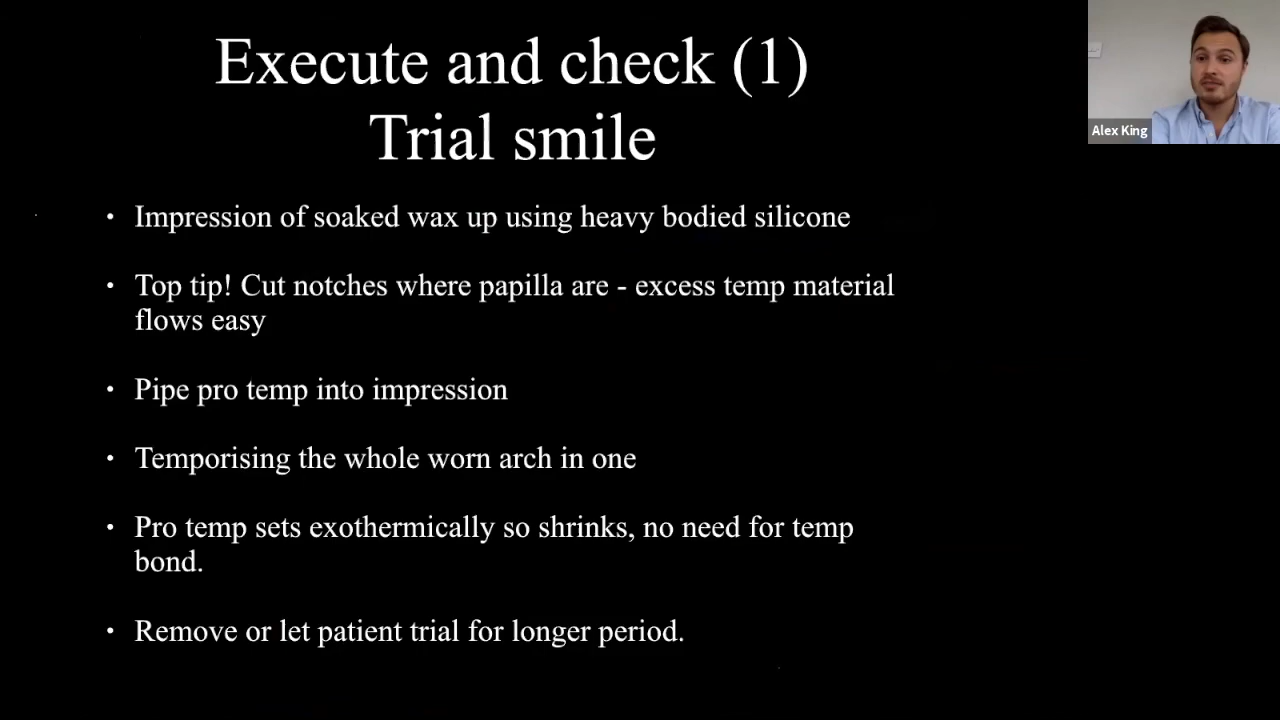 Execute and check (1)
Trial smile
Alex King
• Impression of soaked wax up using heavy bodied silicone
• Top tip! Cut notches where papilla are - excess temp material
flows easy
• Pipe pro temp into impression
• Temporising the whole worn arch in one
• Pro temp sets exothermically so shrinks, no need for temp
bond.
• Remove or let patient trial for longer period.